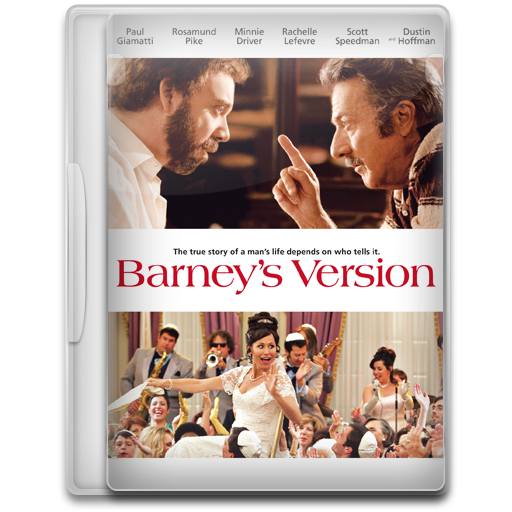 Paul Giamatti
Rosamund Pike
Minnie Driver
Rachelle Lefevre
Scott Speedman
and Dustin Hoffman
The true story of a man's life depends on who tells it.
Barney's Version